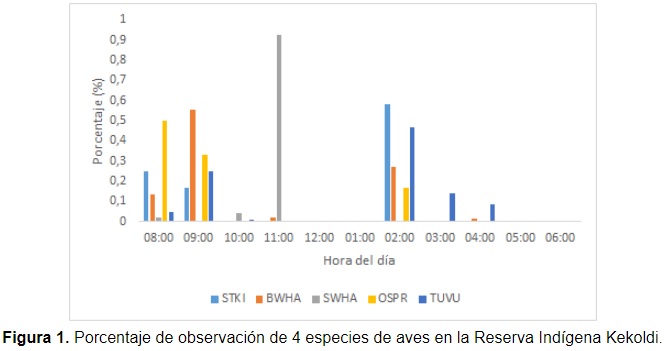 1
0,9
0,8
0,7
0,6
0,5
0,4
0,3
0,2
0,1
0
Porcentaje (%)
08:00 09:00 10:00 11:00 12:00 01:00 02:00 03:00 04:00 05:00 06:00
Hora del día
STKI BWHA SWHA OSPR TUVU
Figura 1. Porcentaje de observación de 4 especies de aves en la Reserva Indígena Kekoldi.